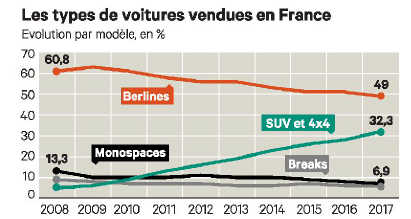 Les types de voitures vendues en France
Evolution par modèle, en %
70
60,8
60
50
Berlines
49
40
SUV et 4x4
32,3
30
20
13,3
Monospaces
Breaks
10
6,9
0
2008 2009 2010 2011 2012 2013 2014 2015 2016 2017